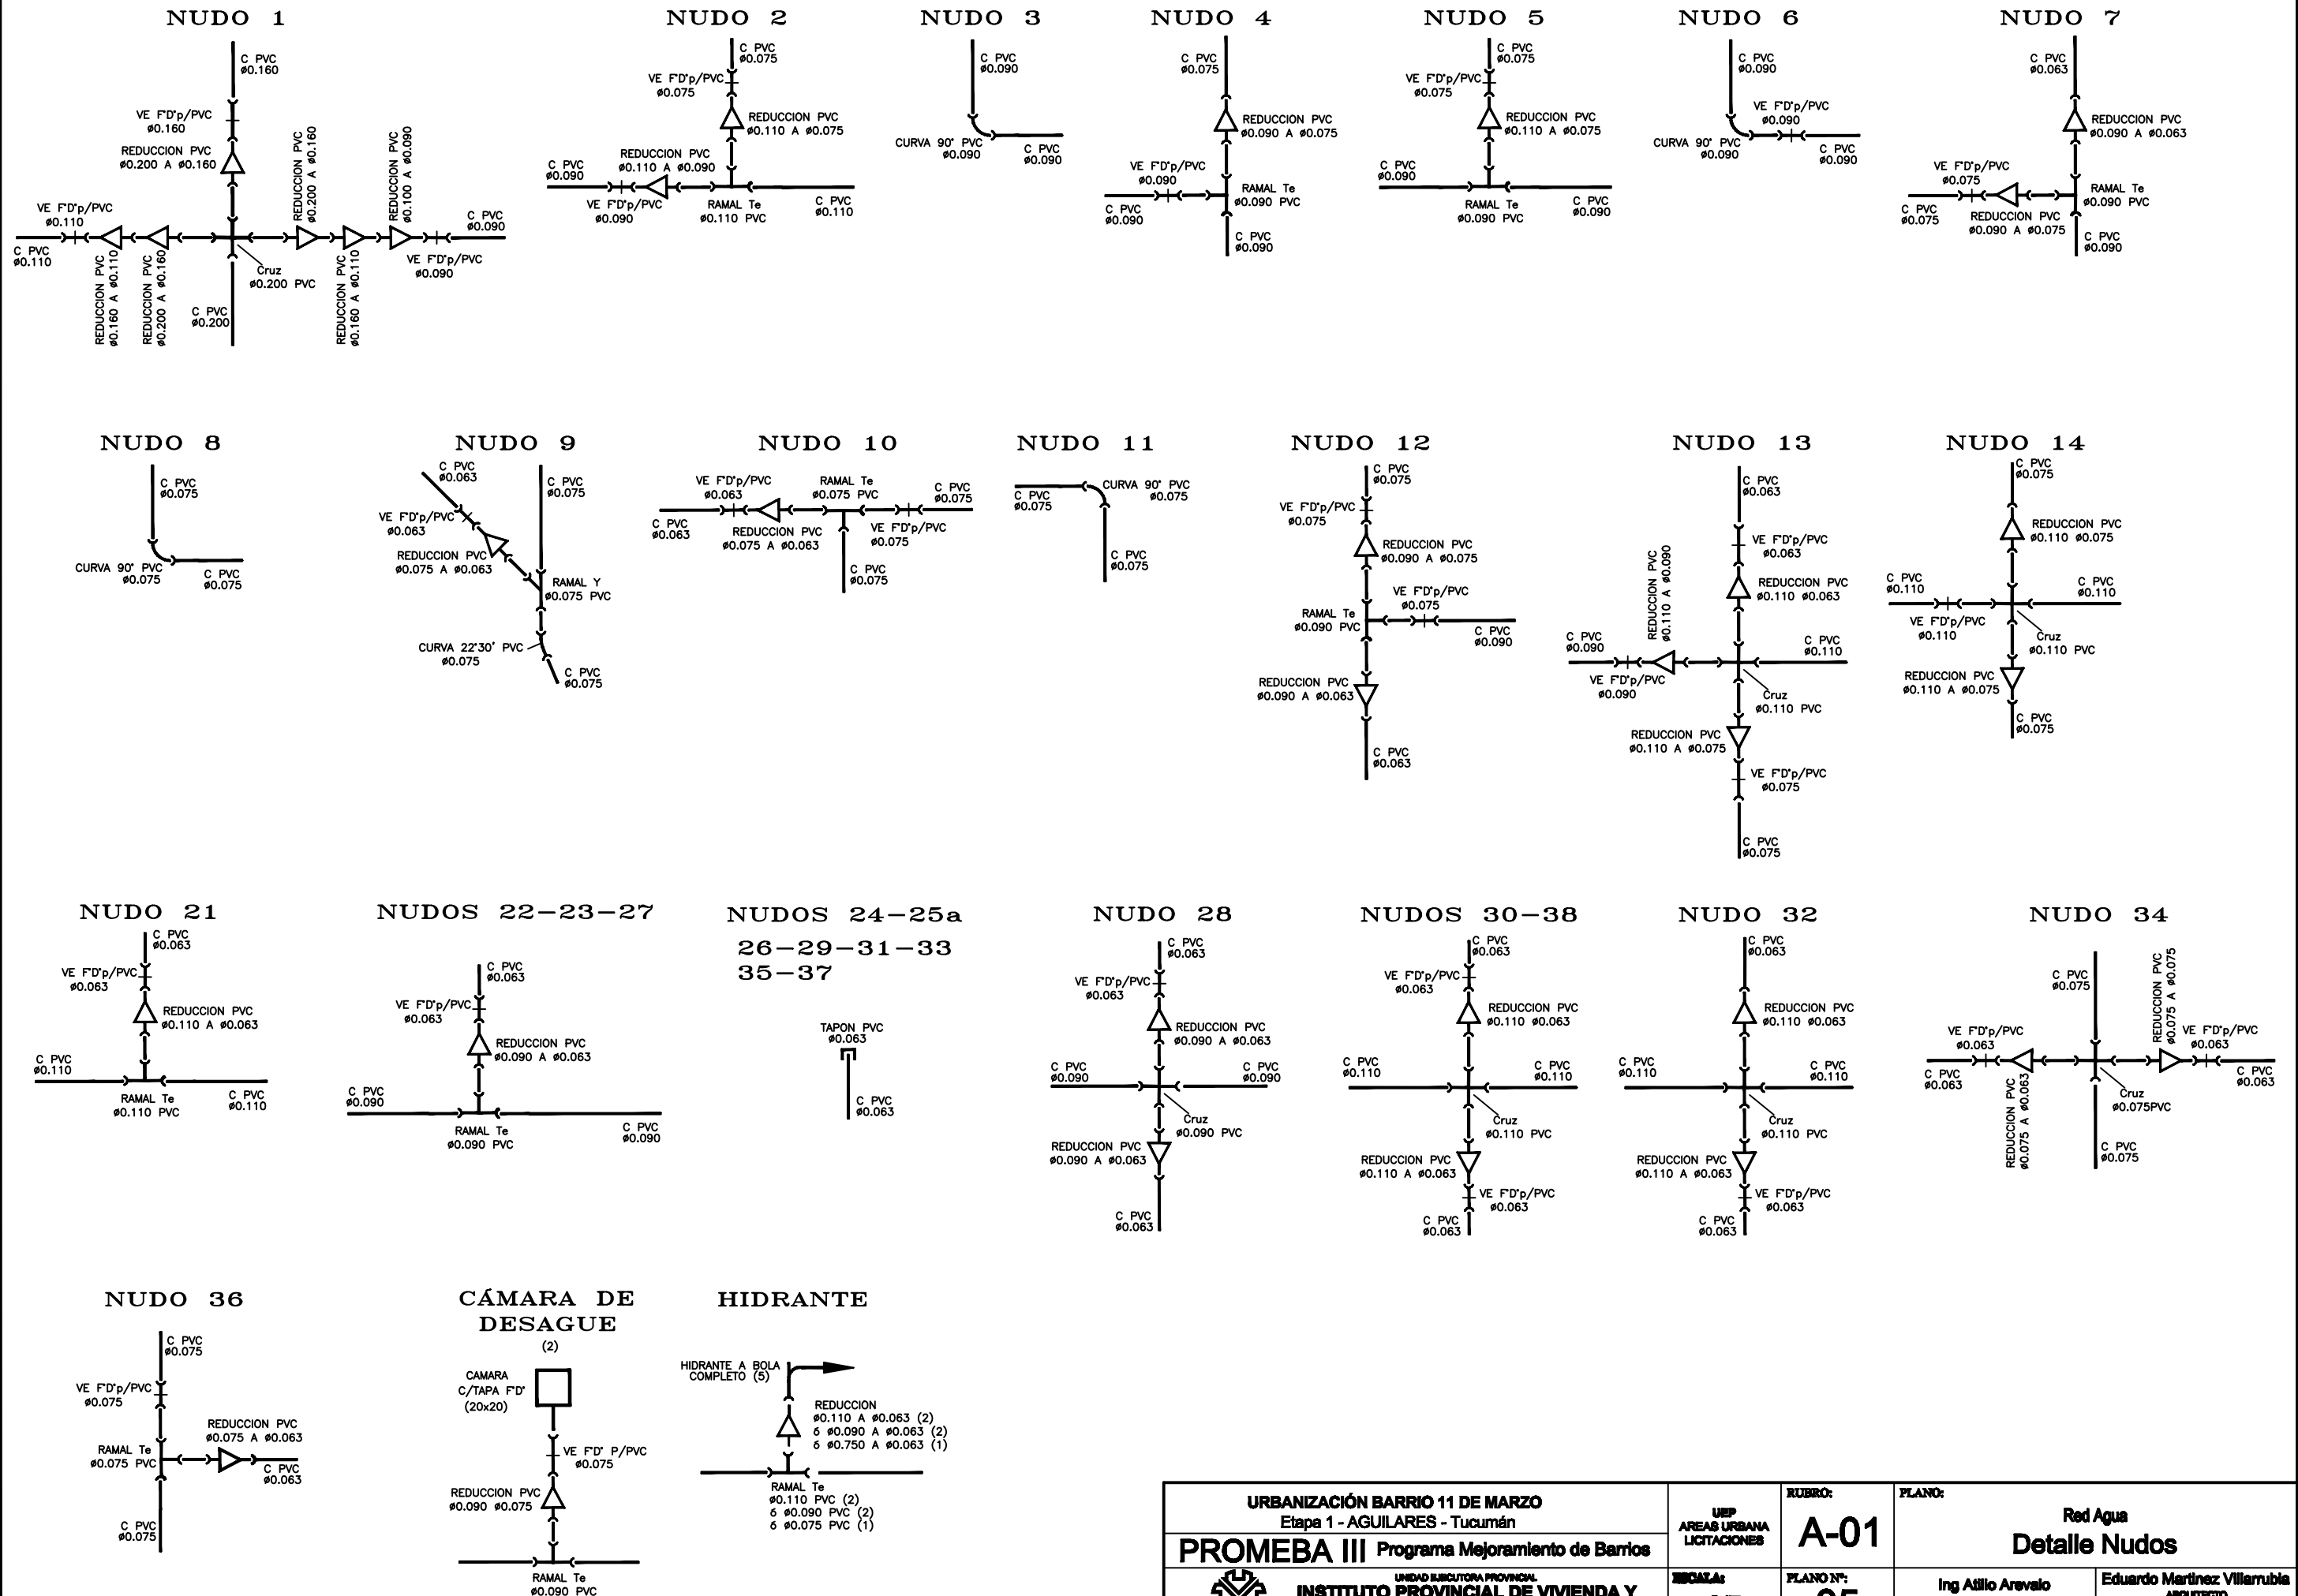 NUDO 1
C PVC
ø0.160
VE F°D°p/PVC
ø0.160
REDUCCION PVC
ø0.200 A ø0.160
REDUCCION PVC
ø0.200 A ø0.160
REDUCCION PVC
ø0.100 A ø0.090
VE F°D°p/PVC
ø0.110
C PVC
ø0.090
C PVC
ø0.110
VE F°D°p/PVC
ø0.090
Cruz
ø0.200 PVC
REDUCCION PVC
ø0.160 A ø0.110
REDUCCION PVC
ø0.200 A ø0.160
C PVC
ø0.200
REDUCCION PVC
ø0.160 A ø0.110
NUDO 2
C PVC
ø0.075
VE F°D°p/PVC
ø0.075
REDUCCION PVC
ø0.110 A ø0.075
REDUCCION PVC
ø0.110 A ø0.090
C PVC
ø0.090
VE F°D°p/PVC
ø0.090
RAMAL Te
ø0.110 PVC
C PVC
ø0.110
NUDO 3
C PVC
ø0.090
CURVA 90° PVC
ø0.090
C PVC
ø0.090
NUDO 4
C PVC
ø0.075
REDUCCION PVC
ø0.090 A ø0.075
VE F°D°p/PVC
ø0.090
RAMAL Te
ø0.090 PVC
C PVC
ø0.090
C PVC
ø0.090
NUDO 5
C PVC
ø0.075
VE F°D°p/PVC
ø0.075
REDUCCION PVC
ø0.110 A ø0.075
C PVC
ø0.090
RAMAL Te
ø0.090 PVC
C PVC
ø0.090
NUDO 6
C PVC
ø0.090
VE F°D°p/PVC
ø0.090
CURVA 90° PVC
ø0.090
C PVC
ø0.090
NUDO 7
C PVC
ø0.063
REDUCCION PVC
ø0.090 A ø0.063
VE F°D°p/PVC
ø0.075
RAMAL Te
ø0.090 PVC
C PVC
ø0.075
REDUCCION PVC
ø0.090 A ø0.075
C PVC
ø0.090
NUDO 8
C PVC
ø0.075
CURVA 90° PVC
ø0.075
C PVC
ø0.075
NUDO 9
C PVC
ø0.063
C PVC
ø0.075
VE F°D°p/PVC
ø0.063
REDUCCION PVC
ø0.075 A ø0.063
RAMAL Y
ø0.075 PVC
CURVA 22°30' PVC
ø0.075
C PVC
ø0.075
NUDO 10
VE F°D°p/PVC
ø0.063
RAMAL Te
ø0.075 PVC
C PVC
ø0.075
C PVC
ø0.063
REDUCCION PVC
ø0.075 A ø0.063
VE F°D°p/PVC
ø0.075
C PVC
ø0.075
NUDO 11
C PVC
ø0.075
CURVA 90° PVC
ø0.075
C PVC
ø0.075
NUDO 12
C PVC
ø0.075
VE F°D°p/PVC
ø0.075
REDUCCION PVC
ø0.090 A ø0.075
VE F°D°p/PVC
ø0.075
RAMAL Te
ø0.090 PVC
C PVC
ø0.090
REDUCCION PVC
ø0.090 A ø0.063
C PVC
ø0.063
NUDO 13
C PVC
ø0.063
VE F°D°p/PVC
ø0.063
REDUCCION PVC
ø0.110 A ø0.090
REDUCCION PVC
ø0.110 ø0.063
C PVC
ø0.090
C PVC
ø0.110
VE F°D°p/PVC
ø0.090
Cruz
ø0.110 PVC
REDUCCION PVC
ø0.110 A ø0.075
VE F°D°p/PVC
ø0.075
C PVC
ø0.075
NUDO 14
C PVC
ø0.075
REDUCCION PVC
ø0.110 A ø0.075
C PVC
ø0.110
C PVC
ø0.110
VE F°D°p/PVC
ø0.110
Cruz
ø0.110 PVC
REDUCCION PVC
ø0.110 A ø0.075
C PVC
ø0.075
NUDO 21
C PVC
ø0.063
VE F°D°p/PVC
ø0.063
REDUCCION PVC
ø0.110 A ø0.063
C PVC
ø0.110
RAMAL Te
ø0.110 PVC
C PVC
ø0.110
NUDOS 22-23-27
C PVC
ø0.063
VE F°D°p/PVC
ø0.063
REDUCCION PVC
ø0.090 A ø0.063
C PVC
ø0.090
RAMAL Te
ø0.090 PVC
C PVC
ø0.090
NUDOS 24-25a
26-29-31-33
35-37
TAPON PVC
ø0.063
C PVC
ø0.063
NUDO 28
C PVC
ø0.063
VE F°D°p/PVC
ø0.063
REDUCCION PVC
ø0.090 A ø0.063
C PVC
ø0.090
C PVC
ø0.090
Cruz
ø0.090 PVC
REDUCCION PVC
ø0.090 A ø0.063
C PVC
ø0.063
NUDOS 30-38
C PVC
ø0.063
VE F°D°p/PVC
ø0.063
REDUCCION PVC
ø0.110 ø0.063
C PVC
ø0.110
C PVC
ø0.110
Cruz
ø0.110 PVC
REDUCCION PVC
ø0.110 A ø0.063
VE F°D°p/PVC
ø0.063
C PVC
ø0.063
NUDO 32
C PVC
ø0.063
REDUCCION PVC
ø0.110 ø0.063
C PVC
ø0.110
C PVC
ø0.110
Cruz
ø0.110 PVC
REDUCCION PVC
ø0.110 A ø0.063
VE F°D°p/PVC
ø0.063
C PVC
ø0.063
NUDO 34
C PVC
ø0.075
REDUCCION PVC
ø0.075 A ø0.075
VE F°D°p/PVC
ø0.063
VE F°D°p/PVC
ø0.063
C PVC
ø0.063
C PVC
ø0.063
REDUCCION PVC
ø0.075 A ø0.063
Cruz
ø0.075PVC
C PVC
ø0.075
NUDO 36
C PVC
ø0.075
VE F°D°p/PVC
ø0.075
REDUCCION PVC
ø0.075 A ø0.063
RAMAL Te
ø0.075 PVC
C PVC
ø0.063
C PVC
ø0.075
CÁMARA DE
DESAGUE
(2)
CAMARA
C/TAPA F°D°
(20x20)
VE F°D° P/PVC
ø0.075
REDUCCION PVC
ø0.090 ø0.075
RAMAL Te
ø0.090 PVC
HIDRANTE
HIDRANTE A BOLA
COMPLETO (5)
REDUCCION
ø0.110 A ø0.063 (2)
ó ø0.090 A ø0.063 (2)
ó ø0.750 A ø0.063 (1)
RAMAL Te
ø0.110 PVC (2)
ó ø0.090 PVC (2)
ó ø0.075 PVC (1)
URBANIZACIÓN BARRIO 11 DE MARZO
Etapa 1 - AGUILARES - Tucumán
PROMEBA III Programa Mejoramiento de Barrios
UNIDAD EJECUTORA PROVINCIAL
INSTITUTO PROVINCIAL DE VIVIENDA Y
UEP
AREAS URBANA
LICITACIONES
RUBRO:
A-01
PLANO:
Red Agua
Detalle Nudos
ESCALA:
PLANO Nº:
Ing Atilio Arevalo
Eduardo Martinez Villarrubia
ARQUITECTO